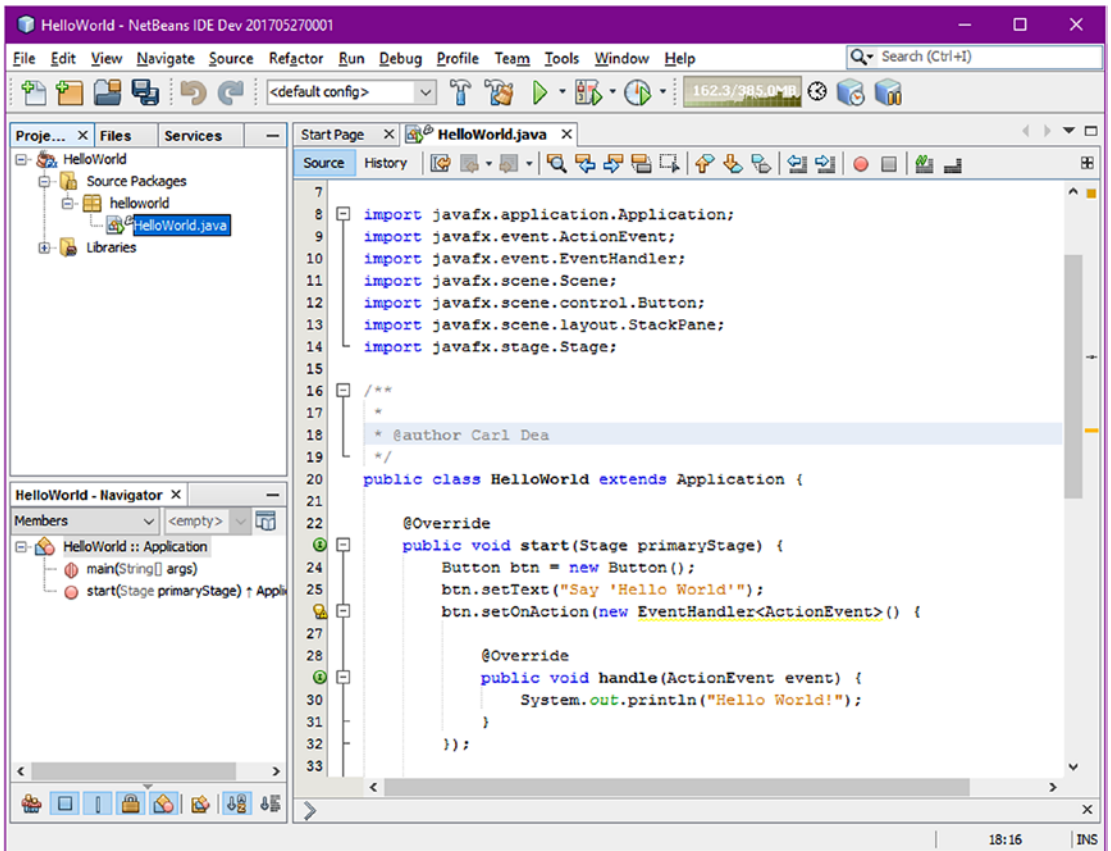 HelloWorld - NetBeans IDE Dev 201705270001
File Edit View Navigate Source Refactor Run Debug Profile Team Tools Window Help
Search (Ctrl+I)
<default config>
162.3/385.0MB
Proje... Files Services
Start Page HelloWorld.java
Source History
HelloWorld
Source Packages
helloworld
HelloWorld.java
Libraries
HelloWorld - Navigator
Members <empty>
HelloWorld :: Application
main(String[] args)
start(Stage primaryStage) ↑ Appli
7
8 import javafx.application.Application;
9 import javafx.event.ActionEvent;
10 import javafx.event.EventHandler;
11 import javafx.scene.Scene;
12 import javafx.scene.control.Button;
13 import javafx.scene.layout.StackPane;
14 import javafx.stage.Stage;
15
16 /**
17 *
18 * @author Carl Dea
19 */
20 public class HelloWorld extends Application {
21
22 @Override
public void start(Stage primaryStage) {
24 Button btn = new Button();
25 btn.setText("Say 'Hello World'");
btn.setOnAction(new EventHandler<ActionEvent>() {
27
28 @Override
public void handle(ActionEvent event) {
30 System.out.println("Hello World!");
31 }
32 });
33
18:16 INS